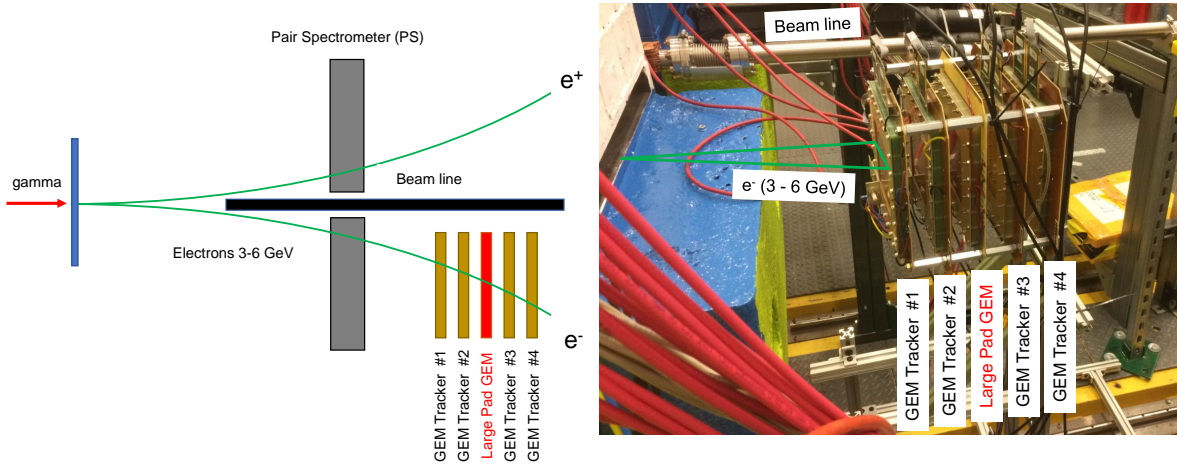 Pair Spectrometer (PS)
e+
gamma
Beam line
Electrons 3-6 GeV
e-
GEM Tracker #1
GEM Tracker #2
Large Pad GEM
GEM Tracker #3
GEM Tracker #4
Beam line
e- (3 - 6 GeV)
GEM Tracker #1
GEM Tracker #2
Large Pad GEM
GEM Tracker #3
GEM Tracker #4